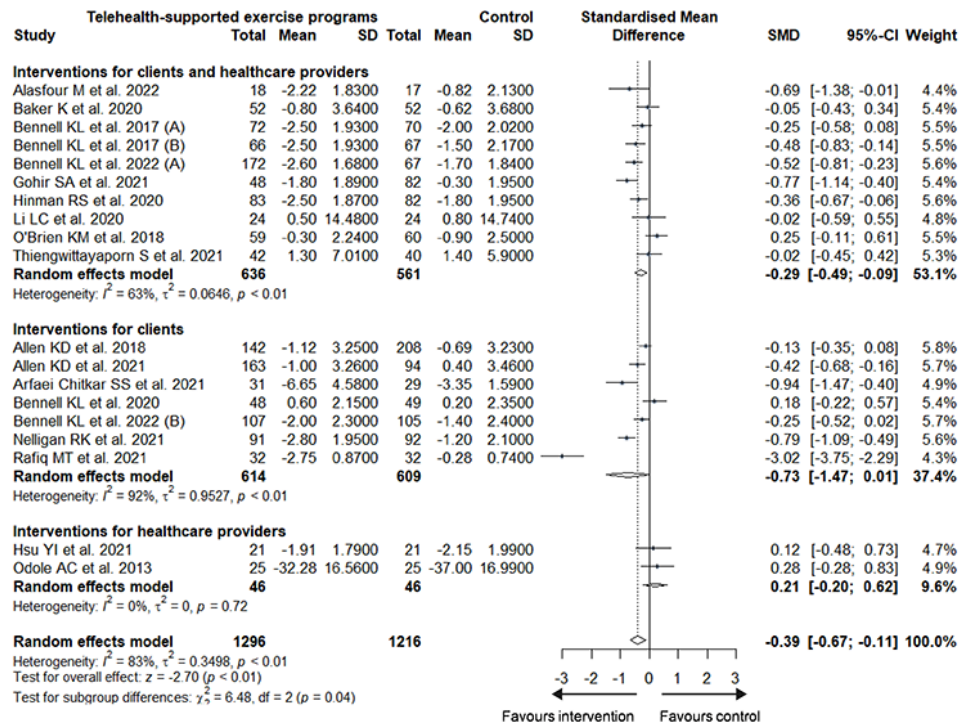 Telehealth-supported exercise programs Control Standardised Mean
Study Total Mean SD Total Mean SD Difference SMD 95%-CI Weight
Interventions for clients and healthcare providers
Alasfour M et al. 2022 18 -2.22 1.8300 17 -0.82 2.1300 -0.69 [-1.38; -0.01] 4.4%
Baker K et al. 2020 52 -0.80 3.6400 52 -0.62 3.6800 -0.05 [-0.43; 0.34] 5.4%
Bennell KL et al. 2017 (A) 72 -2.50 1.9300 70 -2.00 2.0200 -0.25 [-0.58; 0.08] 5.5%
Bennell KL et al. 2017 (B) 66 -2.50 1.9300 67 -1.50 2.1700 -0.48 [-0.83; -0.14] 5.5%
Bennell KL et al. 2022 (A) 172 -2.60 1.6800 67 -1.70 1.8400 -0.52 [-0.81; -0.23] 5.6%
Gohir SA et al. 2021 48 -1.80 1.8900 82 -0.30 1.9500 -0.77 [-1.14; -0.40] 5.4%
Hinman RS et al. 2020 83 -2.50 1.8700 82 -1.80 1.9500 -0.36 [-0.67; -0.06] 5.6%
Li LC et al. 2020 24 0.50 14.4800 24 0.80 14.7400 -0.02 [-0.59; 0.55] 4.8%
O'Brien KM et al. 2018 59 -0.30 2.2400 60 -0.90 2.5000 0.25 [-0.11; 0.61] 5.5%
Thiengwittayaporn S et al. 2021 42 1.30 7.0100 40 1.40 5.9000 -0.02 [-0.45; 0.42] 5.3%
Random effects model 636 561 -0.29 [-0.49; -0.09] 53.1%
Heterogeneity: I² = 63%, τ² = 0.0646, p < 0.01
Interventions for clients
Allen KD et al. 2018 142 -1.12 3.2500 208 -0.69 3.2300 -0.13 [-0.35; 0.08] 5.8%
Allen KD et al. 2021 163 -1.00 3.2600 94 0.40 3.4600 -0.42 [-0.68; -0.16] 5.7%
Arfaei Chitkar SS et al. 2021 31 -6.65 4.5800 29 -3.35 1.5900 -0.94 [-1.47; -0.40] 4.9%
Bennell KL et al. 2020 48 0.60 2.1500 49 0.20 2.3500 0.18 [-0.22; 0.57] 5.4%
Bennell KL et al. 2022 (B) 107 -2.00 2.3000 105 -1.40 2.4000 -0.25 [-0.52; 0.02] 5.7%
Nelligan RK et al. 2021 91 -2.80 1.9500 92 -1.20 2.1000 -0.79 [-1.09; -0.49] 5.6%
Rafiq MT et al. 2021 32 -2.75 0.8700 32 -0.28 0.7400 -3.02 [-3.75; -2.29] 4.3%
Random effects model 614 609 -0.73 [-1.47; 0.01] 37.4%
Heterogeneity: I² = 92%, τ² = 0.9527, p < 0.01
Interventions for healthcare providers
Hsu YI et al. 2021 21 -1.91 1.7900 21 -2.15 1.9900 0.12 [-0.48; 0.73] 4.7%
Odole AC et al. 2013 25 -32.28 16.5600 25 -37.00 16.9900 0.28 [-0.28; 0.83] 4.9%
Random effects model 46 46 0.21 [-0.20; 0.62] 9.6%
Heterogeneity: I² = 0%, τ² = 0, p = 0.72
Random effects model 1296 1216 -0.39 [-0.67; -0.11] 100.0%
Heterogeneity: I² = 83%, τ² = 0.3498, p < 0.01
Test for overall effect: z = -2.70 (p < 0.01)
Test for subgroup differences: χ²₂ = 6.48, df = 2 (p = 0.04)
-3 -2 -1 0 1 2 3
Favours intervention Favours control